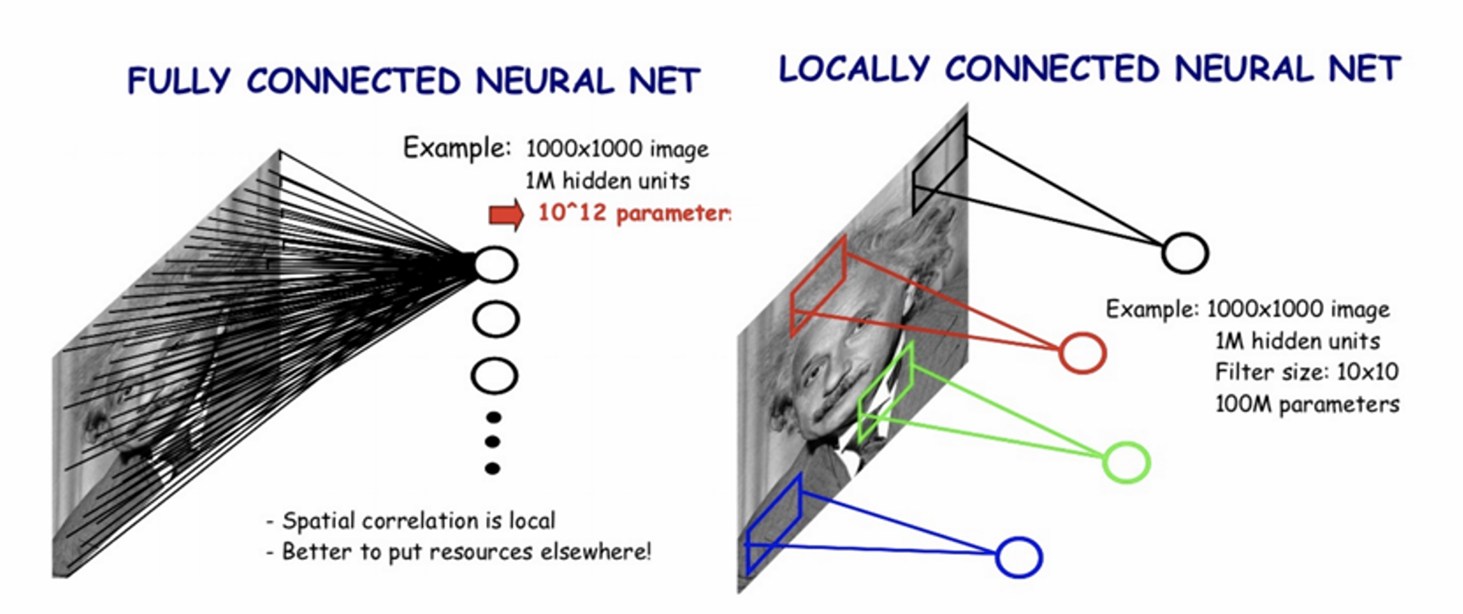 FULLY CONNECTED NEURAL NET
Example: 1000x1000 image
1M hidden units
10^12 parameter
- Spatial correlation is local
- Better to put resources elsewhere!
LOCALLY CONNECTED NEURAL NET
Example: 1000x1000 image
1M hidden units
Filter size: 10x10
100M parameters